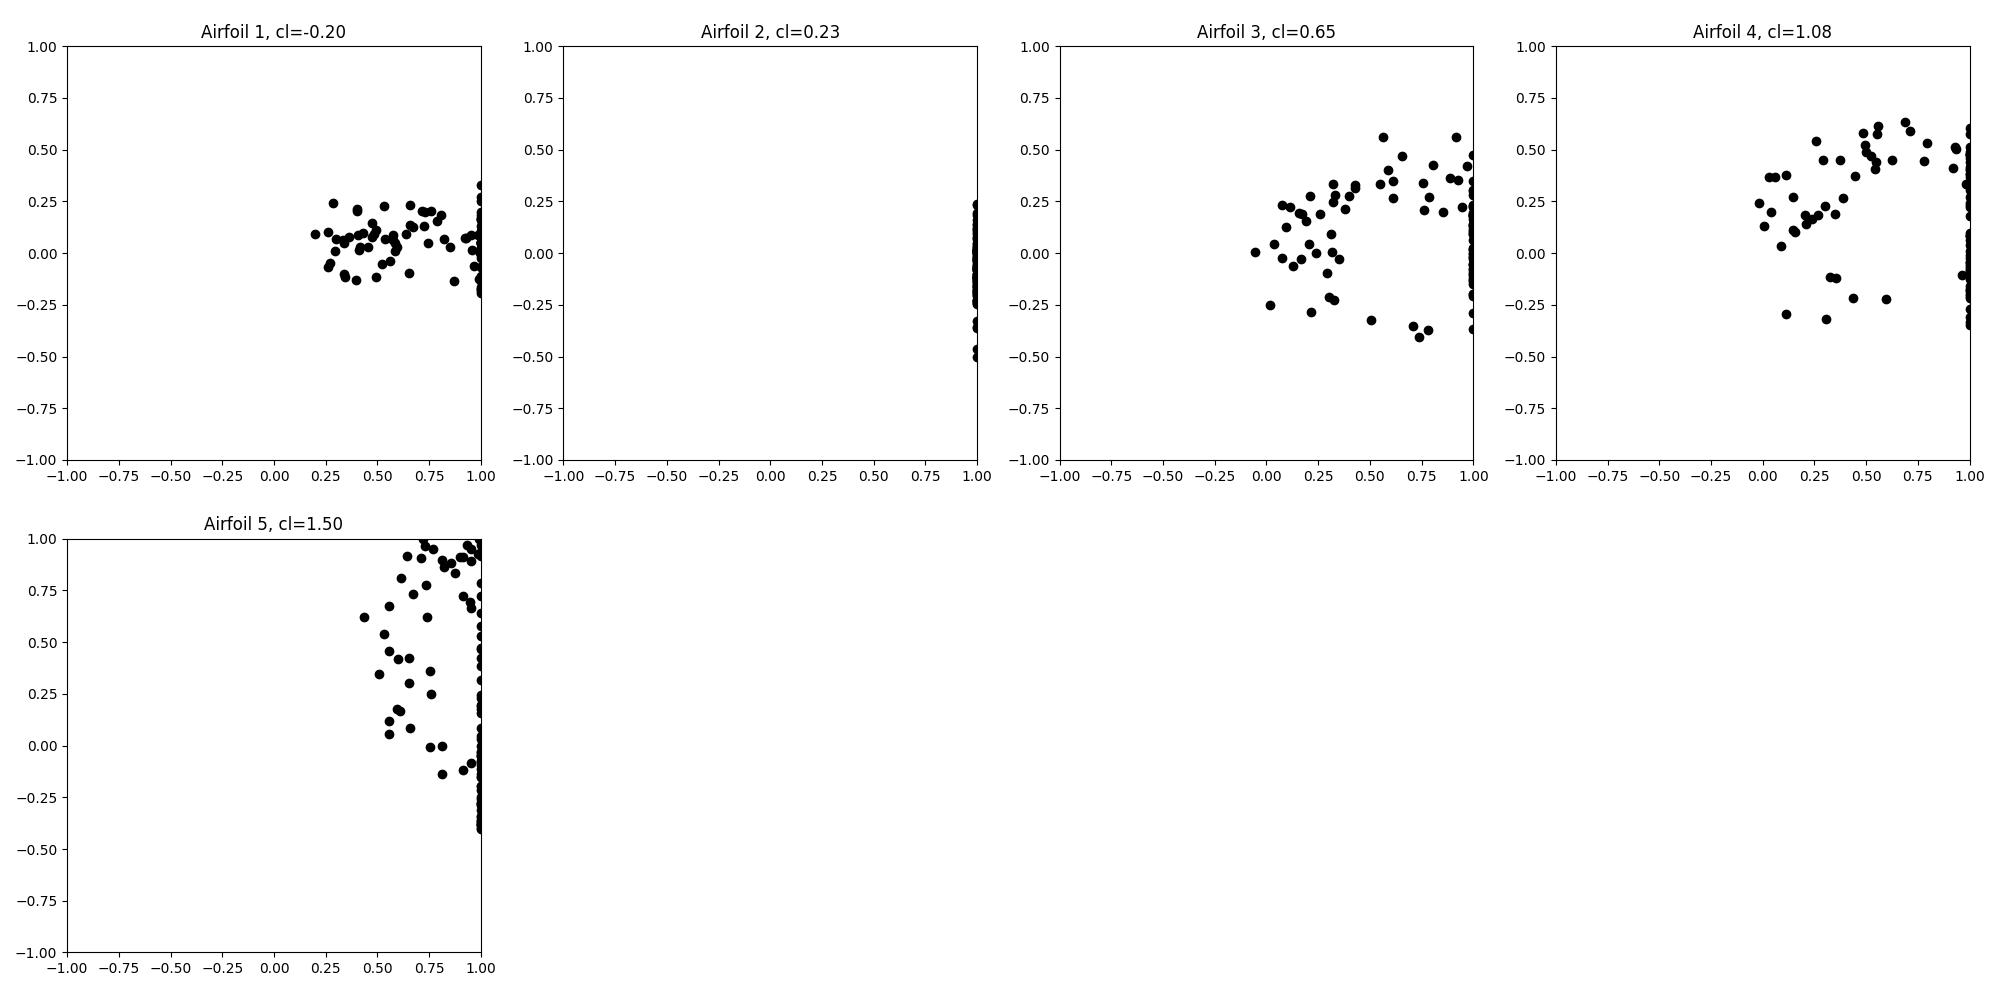 Airfoil 1, cl=-0.20
Airfoil 2, cl=0.23
Airfoil 3, cl=0.65
Airfoil 4, cl=1.08
1.00 1.00 1.00 1.00
0.75 0.75 0.75 0.75
0.50 0.50 0.50 0.50
0.25 0.25 0.25 0.25
0.00 0.00 0.00 0.00
−0.25 −0.25 −0.25 −0.25
−0.50 −0.50 −0.50 −0.50
−0.75 −0.75 −0.75 −0.75
−1.00 −1.00 −1.00 −1.00
−1.00 −0.75 −0.50 −0.25 0.00 0.25 0.50 0.75 1.00
−1.00 −0.75 −0.50 −0.25 0.00 0.25 0.50 0.75 1.00
−1.00 −0.75 −0.50 −0.25 0.00 0.25 0.50 0.75 1.00
−1.00 −0.75 −0.50 −0.25 0.00 0.25 0.50 0.75 1.00
Airfoil 5, cl=1.50
1.00
0.75
0.50
0.25
0.00
−0.25
−0.50
−0.75
−1.00
−1.00 −0.75 −0.50 −0.25 0.00 0.25 0.50 0.75 1.00